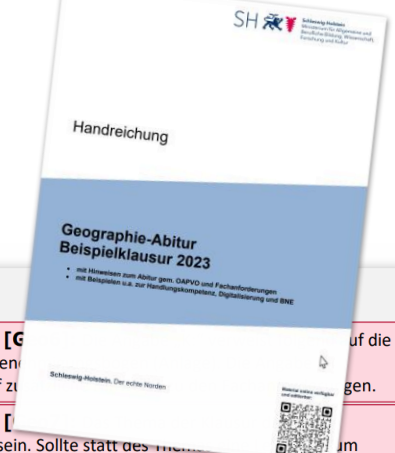 SH
Schleswig-Holstein
Ministerium für Allgemeine und
Berufliche Bildung, Wissenschaft,
Forschung und Kultur
Handreichung
Geographie-Abitur
Beispielklausur 2023
• mit Hinweisen zum Abitur gem. OAPVO und Fachanforderungen
• mit Beispielen u.a. zur Handlungskompetenz, Digitalisierung und BNE
Schleswig-Holstein. Der echte Norden
Material online verfügbar
und editierbar:
uf die
gen.
sein. Sollte statt des
um